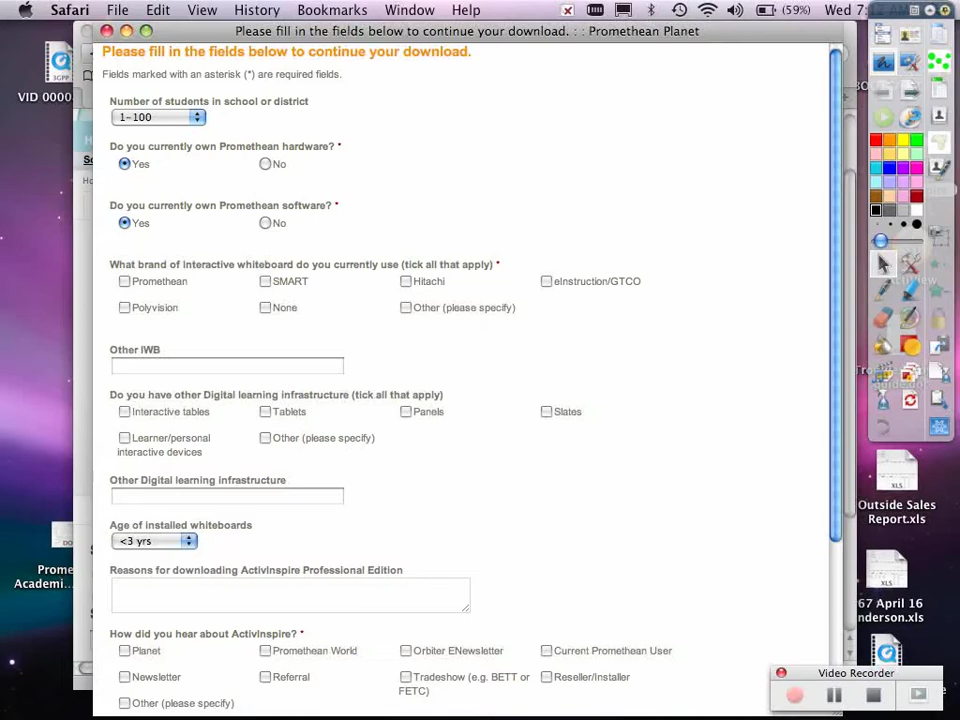 Safari File Edit View History Bookmarks Window Help (59%) Wed 7:
Please fill in the fields below to continue your download. : : Promethean Planet
Please fill in the fields below to continue your download.
Fields marked with an asterisk (*) are required fields.
3GPP
VID 0000
Number of students in school or district
1-100
Do you currently own Promethean hardware? *
Yes No
Do you currently own Promethean software? *
Yes No
What brand of Interactive whiteboard do you currently use (tick all that apply) *
Promethean SMART Hitachi eInstruction/GTCO
Polyvision None Other (please specify)
Other IWB
Do you have other Digital learning infrastructure (tick all that apply)
Interactive tables Tablets Panels Slates
Learner/personal interactive devices Other (please specify)
Other Digital learning infrastructure
XLS
Outside Sales
Report.xls
Age of installed whiteboards
<3 yrs
Prome
Academi...
Reasons for downloading ActivInspire Professional Edition
XLS
67 April 16
nderson.xls
How did you hear about ActivInspire? *
Planet Promethean World Orbiter ENewsletter Current Promethean User
Newsletter Referral Tradeshow (e.g. BETT or FETC) Reseller/Installer
Other (please specify)
Video Recorder